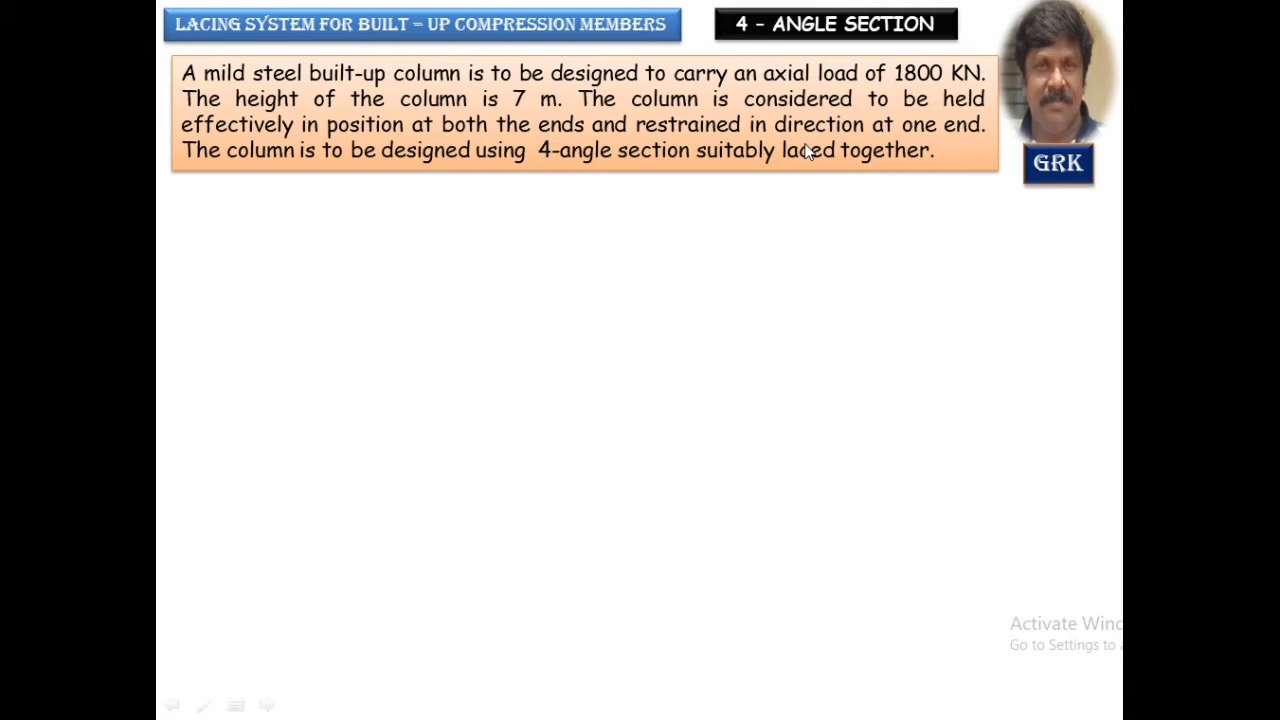 LACING SYSTEM FOR BUILT – UP COMPRESSION MEMBERS
4 – ANGLE SECTION
A mild steel built-up column is to be designed to carry an axial load of 1800 KN.
The height of the column is 7 m. The column is considered to be held
effectively in position at both the ends and restrained in direction at one end.
The column is to be designed using 4-angle section suitably laced together.
GRK
Activate Wind
Go to Settings to a